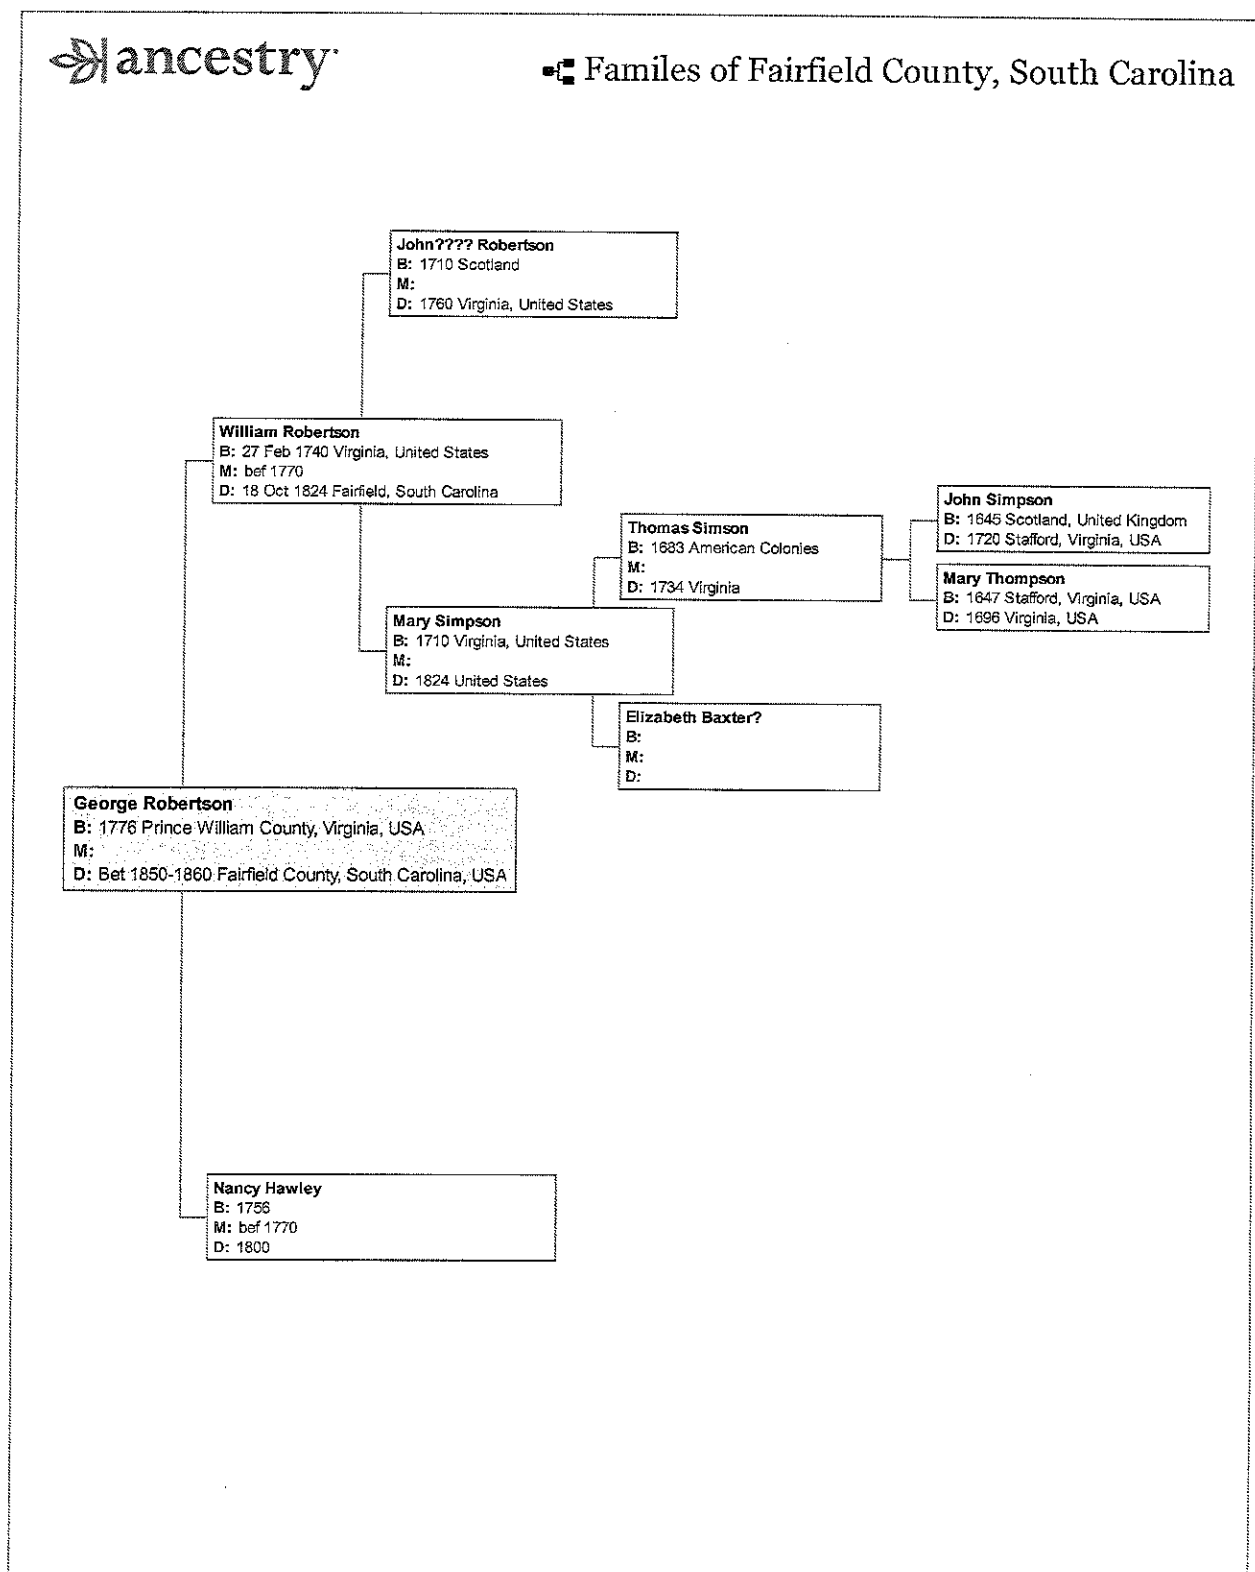 ancestry
Familes of Fairfield County, South Carolina
John???? Robertson
B: 1710 Scotland
M:
D: 1760 Virginia, United States
William Robertson
B: 27 Feb 1740 Virginia, United States
M: bef 1770
D: 18 Oct 1824 Fairfield, South Carolina
John Simpson
B: 1645 Scotland, United Kingdom
D: 1720 Stafford, Virginia, USA
Thomas Simson
B: 1683 American Colonies
M:
D: 1734 Virginia
Mary Thompson
B: 1647 Stafford, Virginia, USA
D: 1696 Virginia, USA
Mary Simpson
B: 1710 Virginia, United States
M:
D: 1824 United States
Elizabeth Baxter?
B:
M:
D:
George Robertson
B: 1776 Prince William County, Virginia, USA
M:
D: Bet 1850-1860 Fairfield County, South Carolina, USA
Nancy Hawley
B: 1756
M: bef 1770
D: 1800